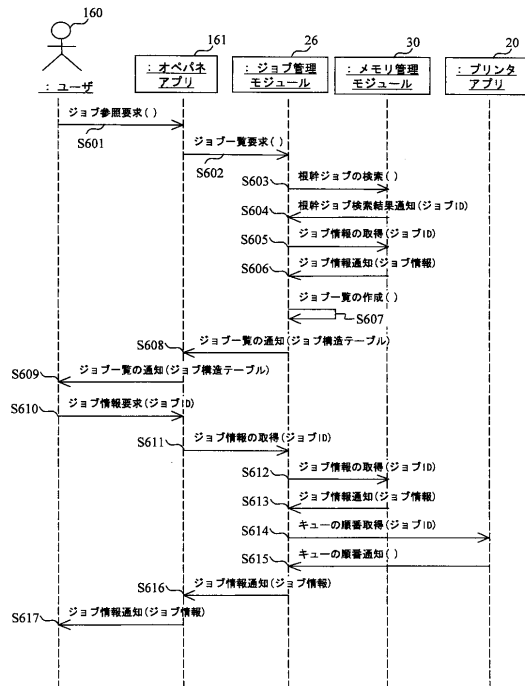 160
161
26
30
20
: ユーザ
: オペパネ
アプリ
: ジョブ管理
モジュール
: メモリ管理
モジュール
: プリンタ
アプリ
ジョブ参照要求()
S601
ジョブ一覧要求()
S602
根幹ジョブの検索()
S603
根幹ジョブ検索結果通知(ジョブID)
S604
ジョブ情報の取得(ジョブID)
S605
ジョブ情報通知(ジョブ情報)
S606
ジョブ一覧の作成()
S607
ジョブ一覧の通知(ジョブ構造テーブル)
S608
ジョブ一覧の通知(ジョブ構造テーブル)
S609
ジョブ情報要求(ジョブID)
S610
ジョブ情報の取得(ジョブID)
S611
ジョブ情報の取得(ジョブID)
S612
ジョブ情報通知(ジョブ情報)
S613
キューの順番取得(ジョブID)
S614
キューの順番通知()
S615
ジョブ情報通知(ジョブ情報)
S616
ジョブ情報通知(ジョブ情報)
S617